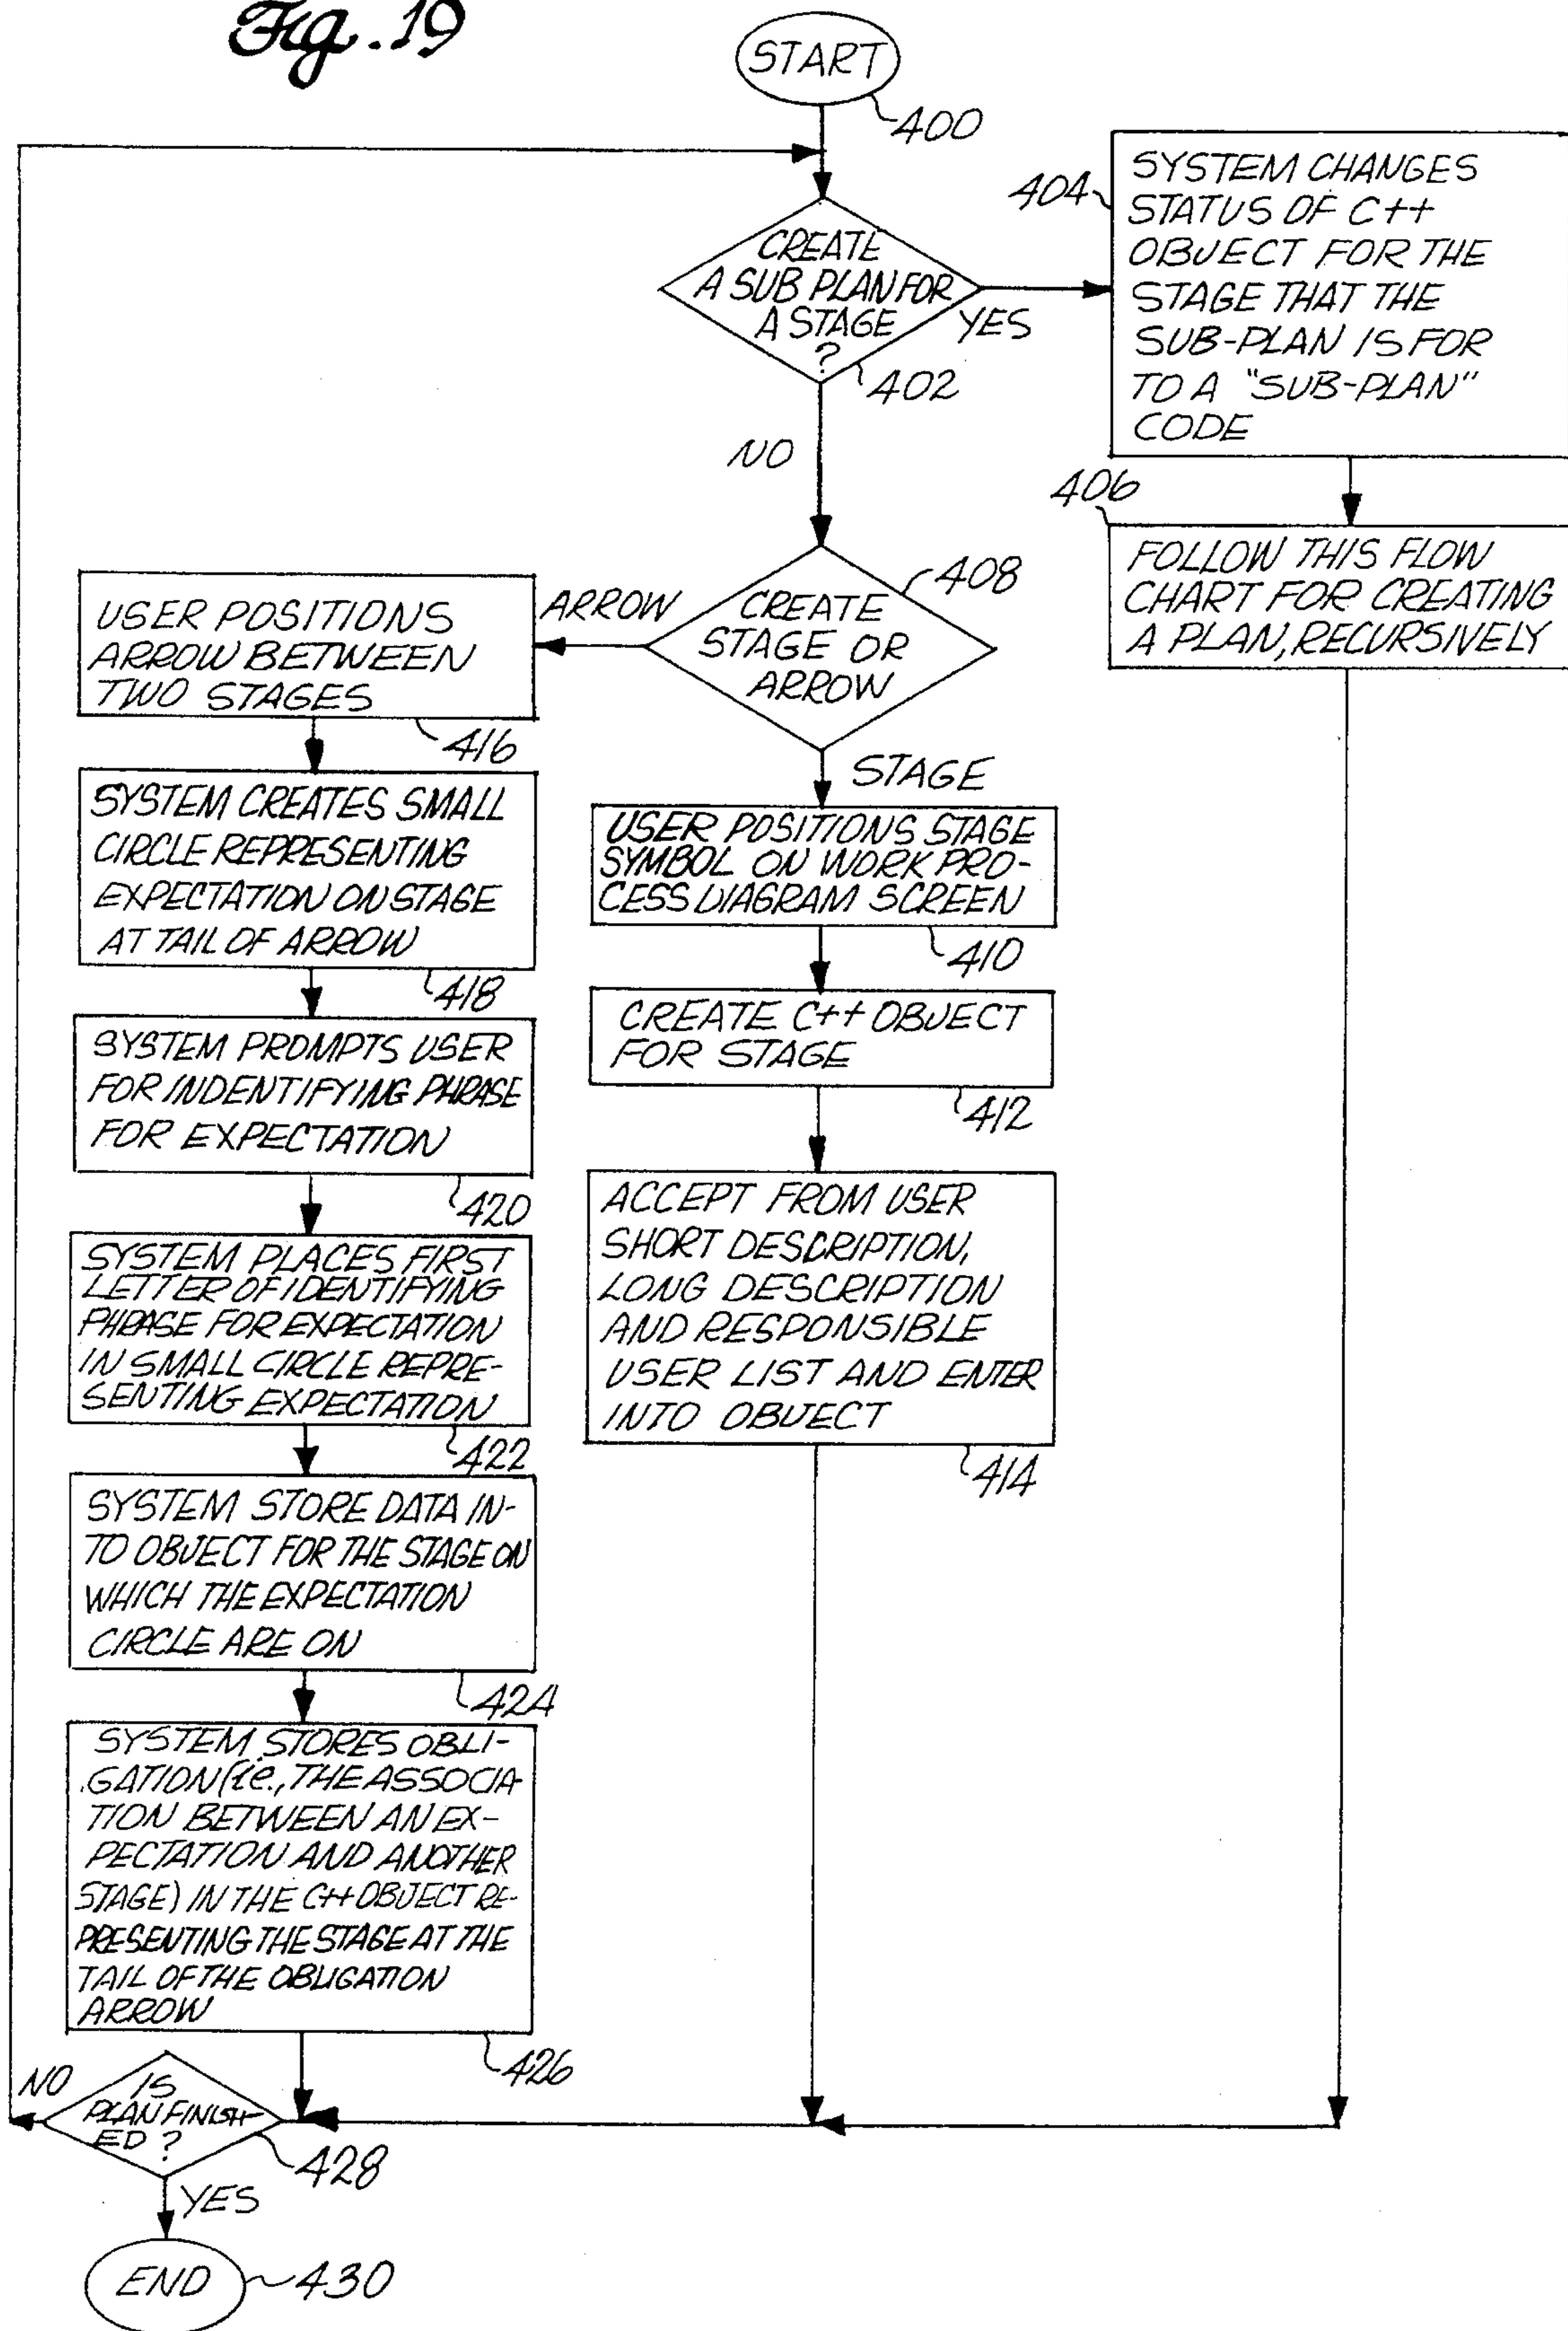 Fig. 19
START
400
CREATE
A SUB PLAN FOR
A STAGE
?
YES
402
NO
404
SYSTEM CHANGES
STATUS OF C++
OBJECT FOR THE
STAGE THAT THE
SUB-PLAN IS FOR
TO A "SUB-PLAN"
CODE
406
FOLLOW THIS FLOW
CHART FOR CREATING
A PLAN, RECURSIVELY
408
CREATE
STAGE OR
ARROW
ARROW
STAGE
USER POSITIONS
ARROW BETWEEN
TWO STAGES
416
SYSTEM CREATES SMALL
CIRCLE REPRESENTING
EXPECTATION ON STAGE
AT TAIL OF ARROW
418
SYSTEM PROMPTS USER
FOR INDENTIFYING PHRASE
FOR EXPECTATION
420
SYSTEM PLACES FIRST
LETTER OF IDENTIFYING
PHRASE FOR EXPECTATION
IN SMALL CIRCLE REPRE-
SENTING EXPECTATION
422
SYSTEM STORE DATA IN-
TO OBJECT FOR THE STAGE ON
WHICH THE EXPECTATION
CIRCLE ARE ON
424
SYSTEM STORES OBLI-
GATION (i.e., THE ASSOCIA-
TION BETWEEN AN EX-
PECTATION AND ANOTHER
STAGE) IN THE C++ OBJECT RE-
PRESENTING THE STAGE AT THE
TAIL OF THE OBLIGATION
ARROW
426
USER POSITIONS STAGE
SYMBOL ON WORK PRO-
CESS DIAGRAM SCREEN
410
CREATE C++ OBJECT
FOR STAGE
412
ACCEPT FROM USER
SHORT DESCRIPTION,
LONG DESCRIPTION
AND RESPONSIBLE
USER LIST AND ENTER
INTO OBJECT
414
NO
IS
PLAN FINISH-
ED ?
428
YES
END
430